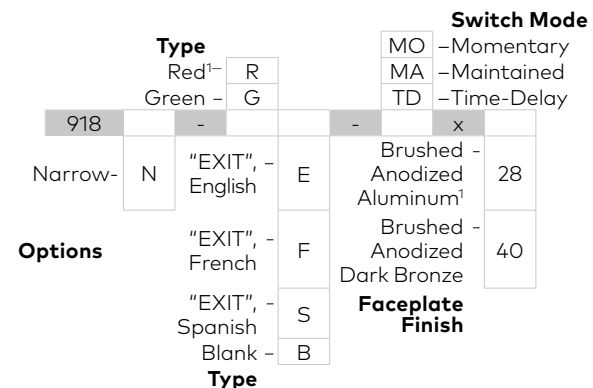 Switch Mode
Type MO –Momentary
Red¹– R MA –Maintained
Green – G TD –Time-Delay
918 - - x
Narrow- N "EXIT", – English E Brushed - Anodized Aluminum¹ 28
Options "EXIT", - French F Brushed - Anodized Dark Bronze 40
"EXIT", - Spanish S Faceplate Finish
Blank – B
Type